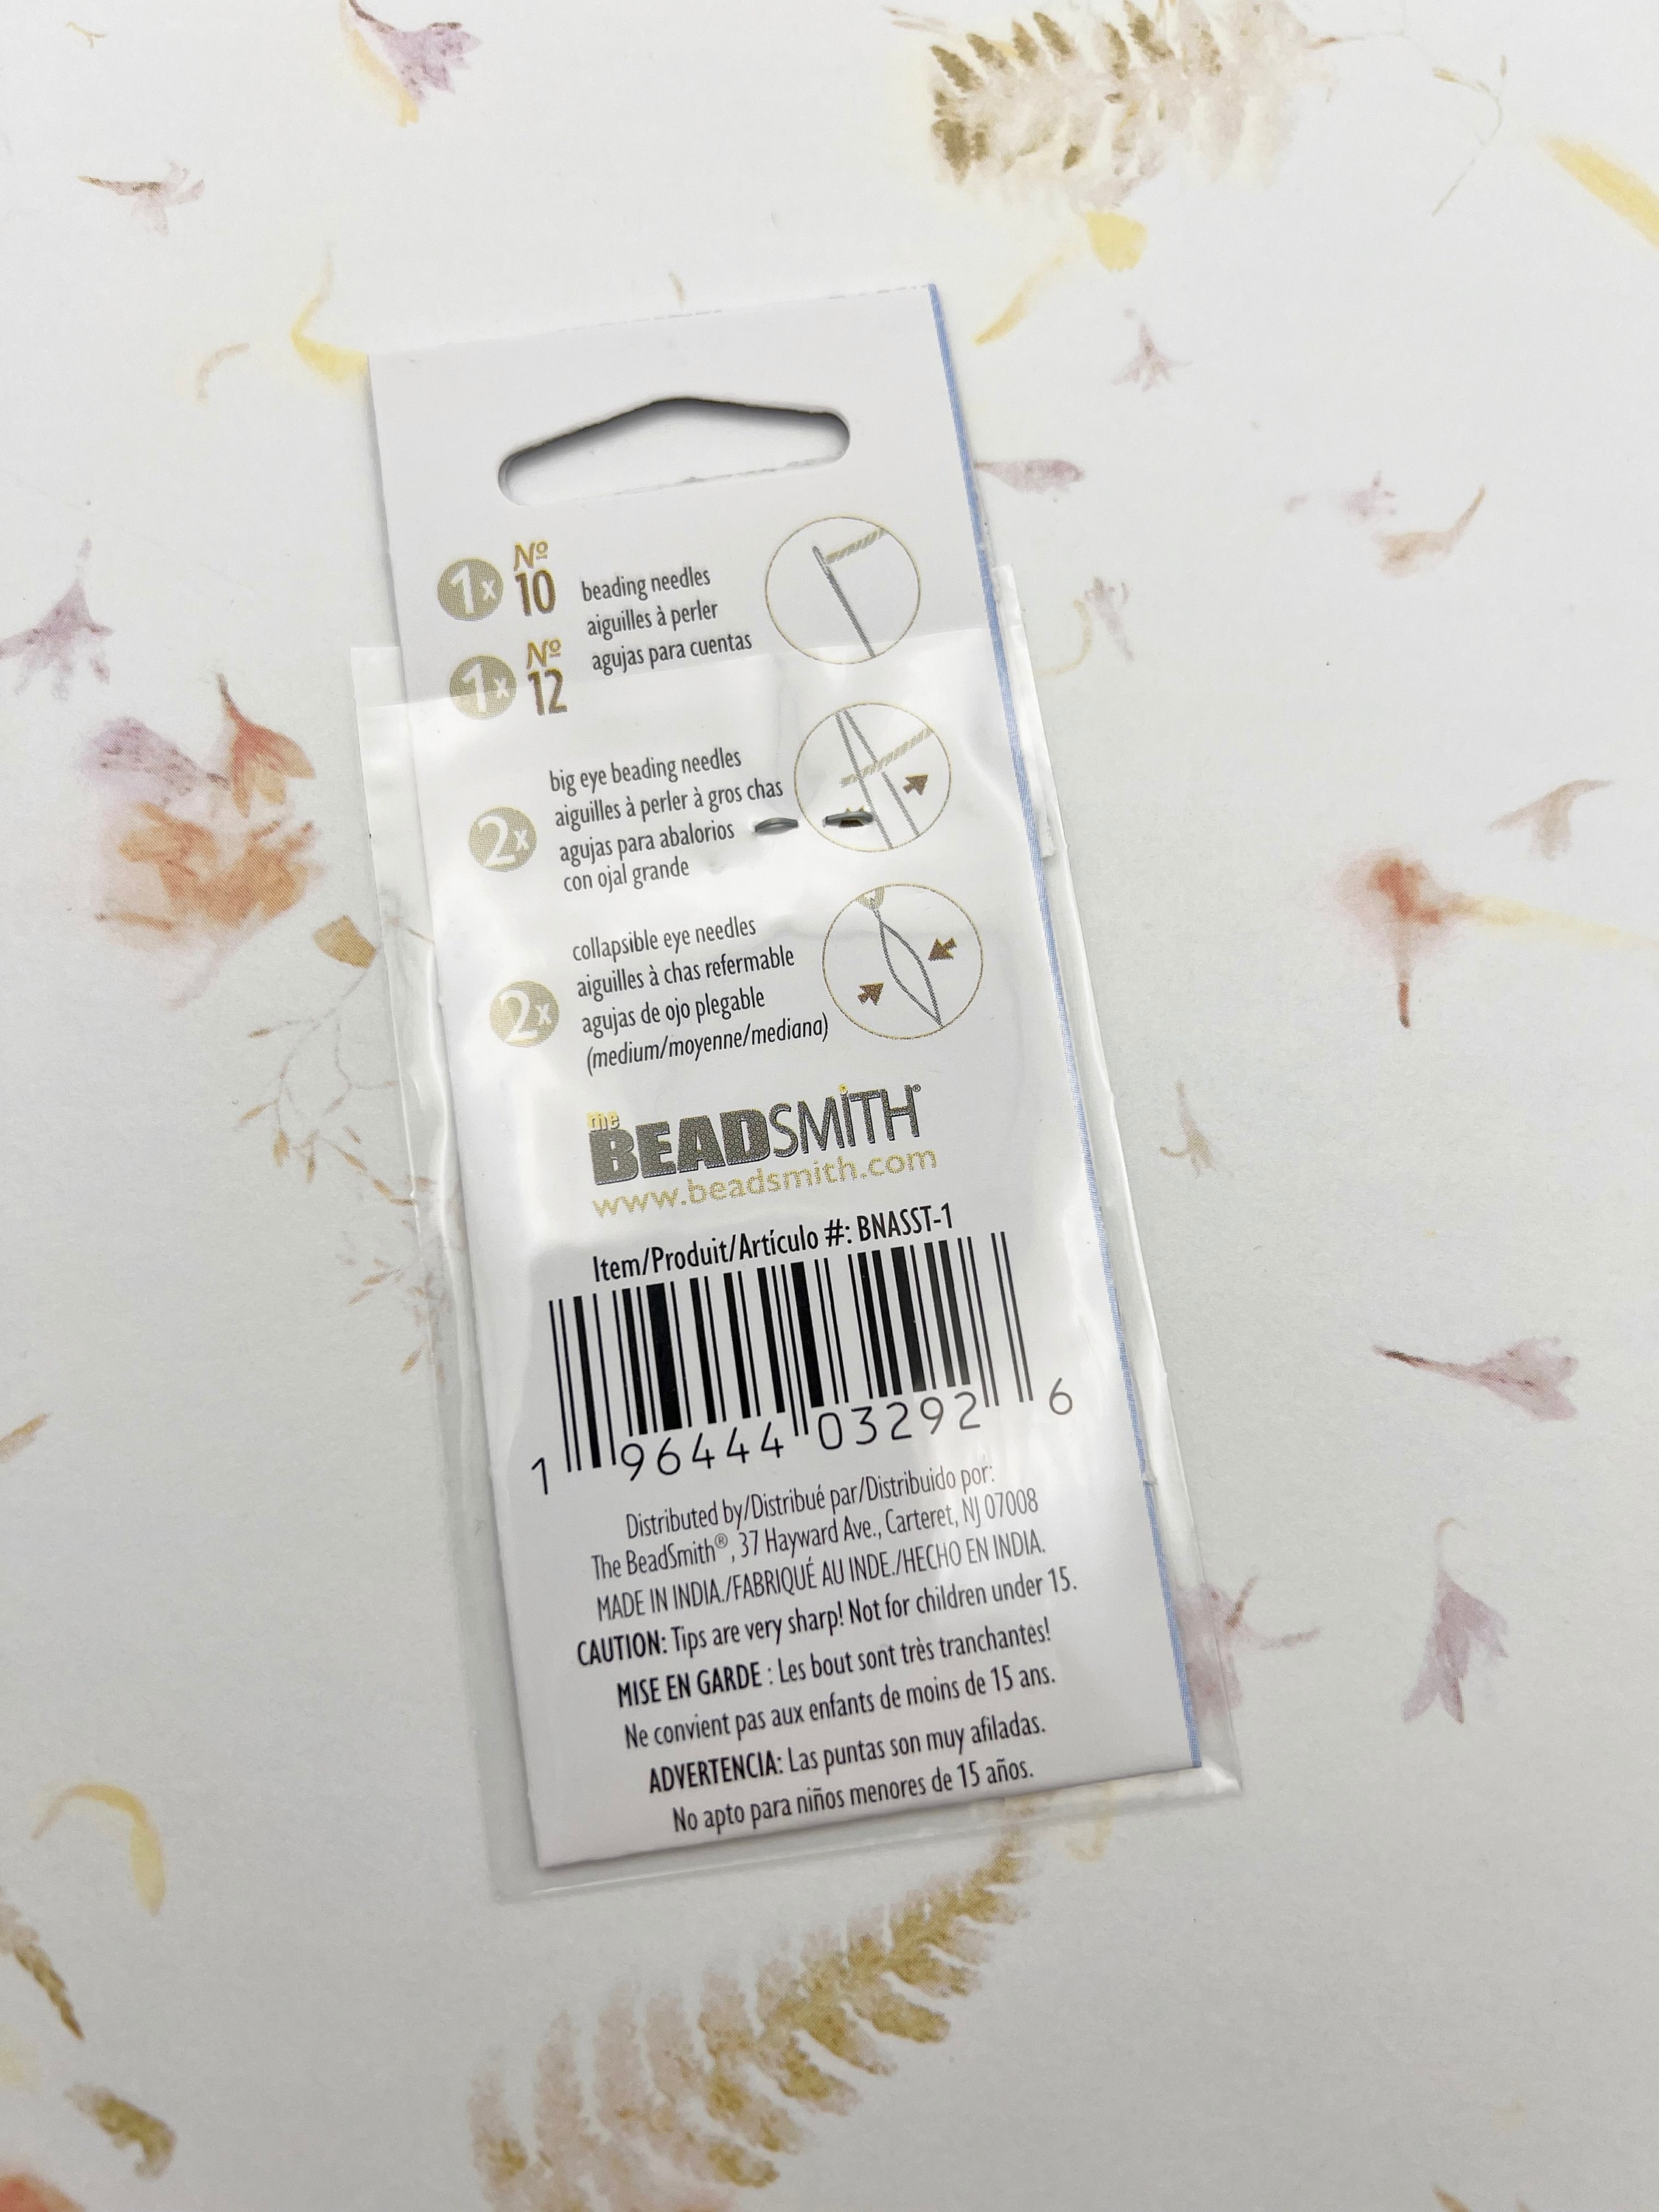 1x Nº 10
1x Nº 12
beading needles
aiguilles à perler
agujas para cuentas
2x
big eye beading needles
aiguilles à perler à gros chas
agujas para abalorios
con ojal grande
2x
collapsible eye needles
aiguilles à chas refermable
agujas de ojo plegable
(medium/moyenne/mediana)
the
BEADSMITH®
www.beadsmith.com
Item/Produit/Artículo #: BNASST-1
1 96444 03292 6
Distributed by/Distribué par/Distribuido por:
The BeadSmith®, 37 Hayward Ave., Carteret, NJ 07008
MADE IN INDIA./FABRIQUÉ AU INDE./HECHO EN INDIA.
CAUTION: Tips are very sharp! Not for children under 15.
MISE EN GARDE : Les bout sont très tranchantes!
Ne convient pas aux enfants de moins de 15 ans.
ADVERTENCIA: Las puntas son muy afiladas.
No apto para niños menores de 15 años.